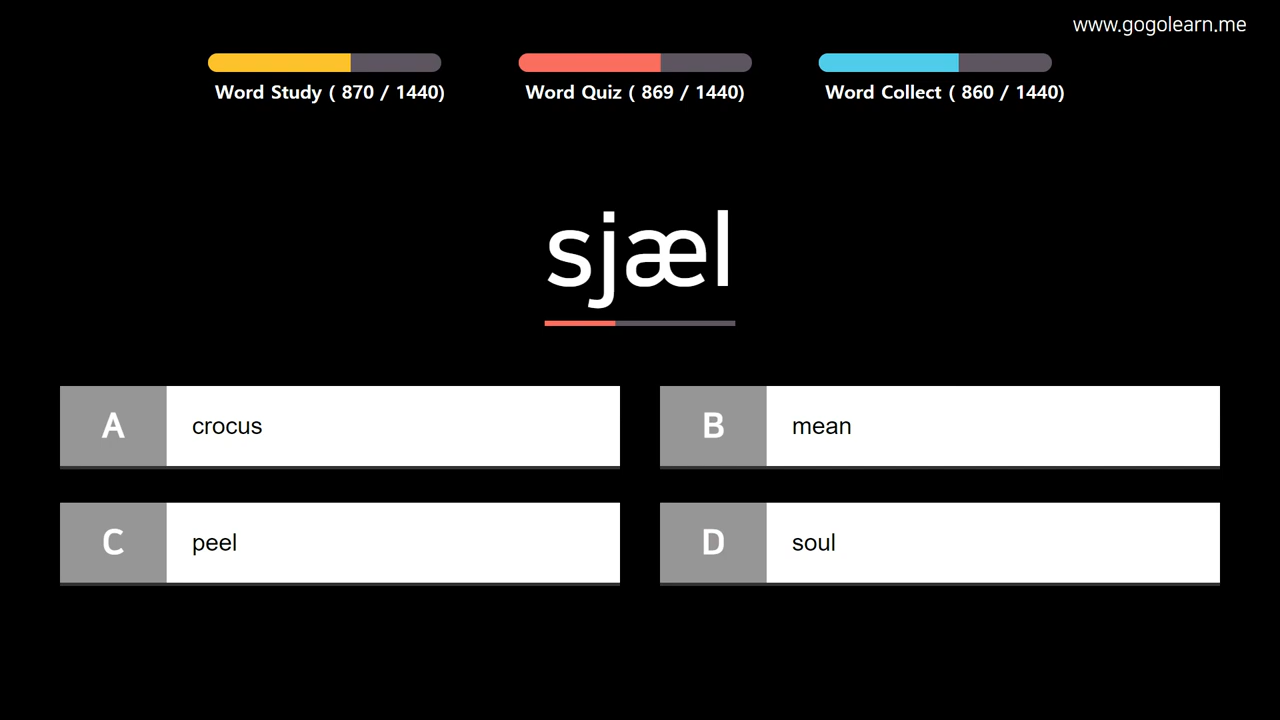 www.gogolearn.me
Word Study ( 870 / 1440)
Word Quiz ( 869 / 1440)
Word Collect ( 860 / 1440)
sjæl
A crocus
B mean
C peel
D soul